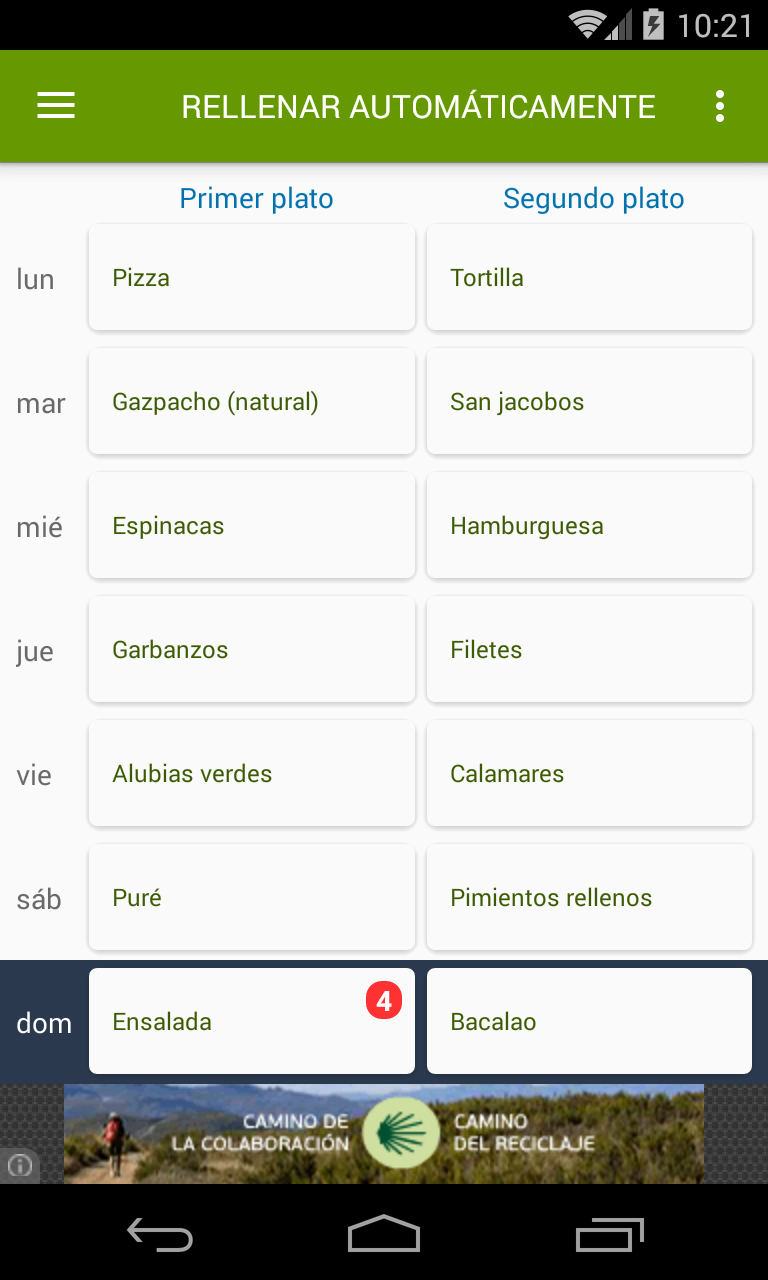 10:21
RELLENAR AUTOMÁTICAMENTE
Primer plato Segundo plato
lun Pizza Tortilla
mar Gazpacho (natural) San jacobos
mié Espinacas Hamburguesa
jue Garbanzos Filetes
vie Alubias verdes Calamares
sáb Puré Pimientos rellenos
dom Ensalada 4 Bacalao
CAMINO DE LA COLABORACIÓN
CAMINO DEL RECICLAJE